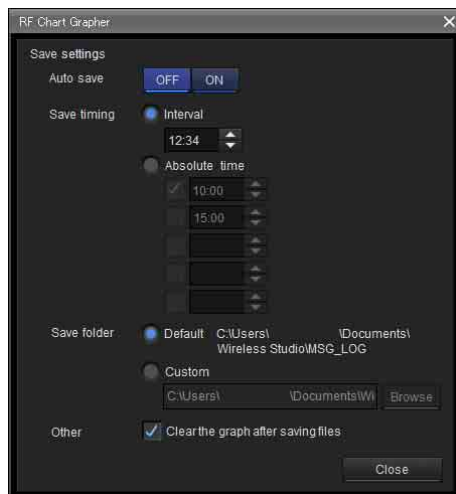 RF Chart Grapher
Save settings
Auto save OFF ON
Save timing Interval
12:34
Absolute time
10:00
15:00
Save folder Default C:\Users\ \Documents\
Wireless Studio\MSG_LOG
Custom
C:\Users\ \Documents\Wi Browse
Other Clear the graph after saving files
Close